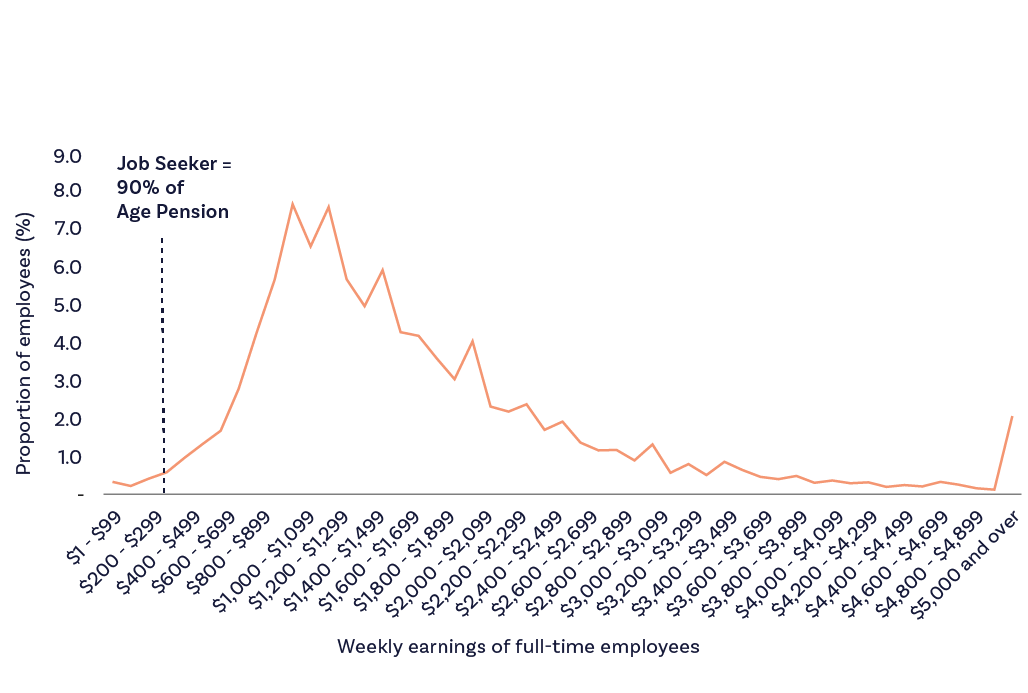 Job Seeker =
90% of
Age Pension
9.0
8.0
7.0
6.0
5.0
4.0
3.0
2.0
1.0
-
Proportion of employees (%)
$1 - $99
$200 - $299
$400 - $499
$600 - $699
$800 - $899
$1,000 - $1,099
$1,200 - $1,299
$1,400 - $1,499
$1,600 - $1,699
$1,800 - $1,899
$2,000 - $2,099
$2,200 - $2,299
$2,400 - $2,499
$2,600 - $2,699
$2,800 - $2,899
$3,000 - $3,099
$3,200 - $3,299
$3,400 - $3,499
$3,600 - $3,699
$3,800 - $3,899
$4,000 - $4,099
$4,200 - $4,299
$4,400 - $4,499
$4,600 - $4,699
$4,800 - $4,899
$5,000 and over
Weekly earnings of full-time employees